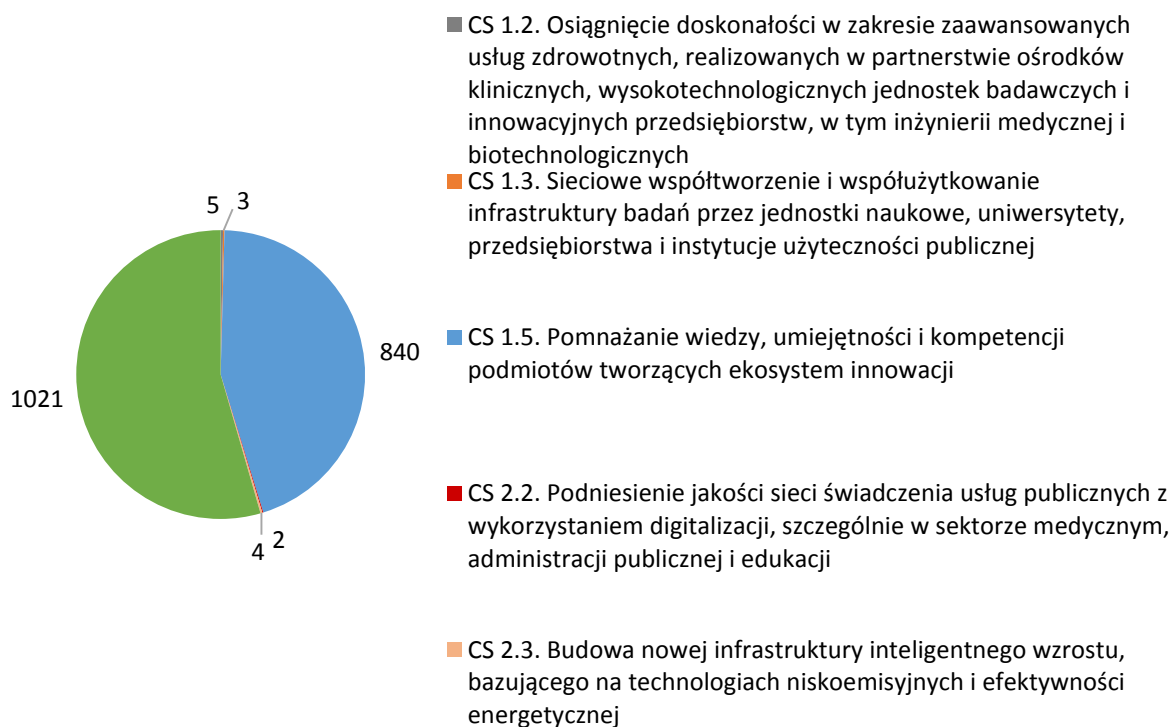 CS 1.2. Osiągnięcie doskonałości w zakresie zaawansowanych
usług zdrowotnych, realizowanych w partnerstwie ośrodków
klinicznych, wysokotechnologicznych jednostek badawczych i
innowacyjnych przedsiębiorstw, w tym inżynierii medycznej i
biotechnologicznych
CS 1.3. Sieciowe współtworzenie i współużytkowanie
infrastruktury badań przez jednostki naukowe, uniwersytety,
przedsiębiorstwa i instytucje użyteczności publicznej
CS 1.5. Pomnażanie wiedzy, umiejętności i kompetencji
podmiotów tworzących ekosystem innowacji
CS 2.2. Podniesienie jakości sieci świadczenia usług publicznych z
wykorzystaniem digitalizacji, szczególnie w sektorze medycznym,
administracji publicznej i edukacji
CS 2.3. Budowa nowej infrastruktury inteligentnego wzrostu,
bazującego na technologiach niskoemisyjnych i efektywności
energetycznej
5
3
840
2
4
1021